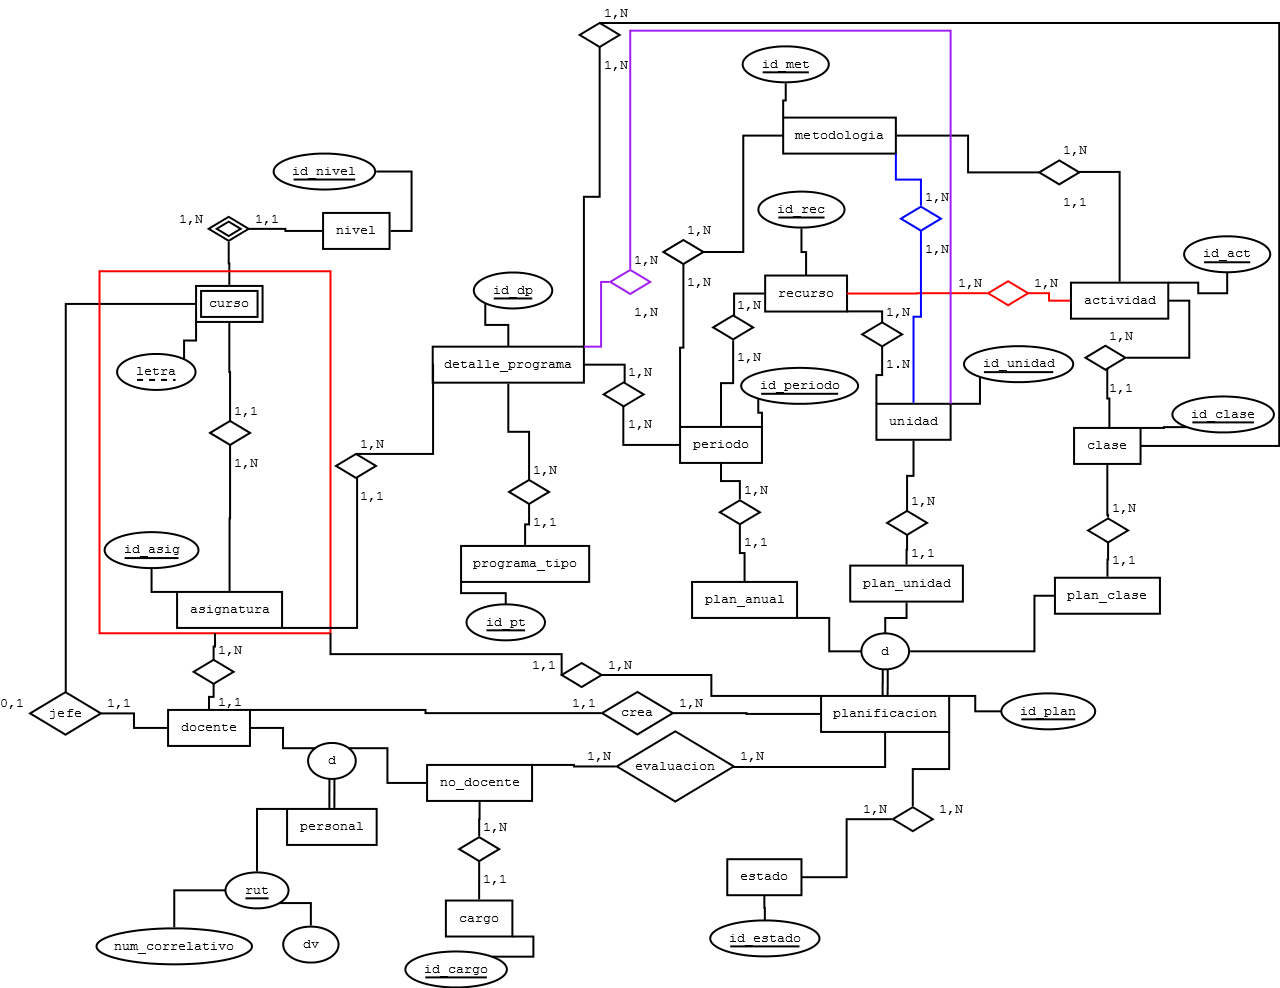 1,N
1,N
id_met
metodologia
1,N
id_nivel
1,1
id_rec
1,N
1,N
1,1
nivel
1,N
1,N
id_act
1,N
1,N
1,N
1,N
1,N
id_dp
recurso
actividad
curso
1,N
1,N
1,N
1,N
letra
detalle_programa
1,N
1.N
id_unidad
1,N
id_periodo
1,1
1,1
id_clase
1,N
unidad
1,N
periodo
clase
1,N
1,N
1,N
1,N
1,1
1,N
1,N
id_asig
1,1
1,1
1,1
1,1
programa_tipo
plan_unidad
plan_clase
asignatura
plan_anual
id_pt
1,N
d
1,1
1,N
0,1
jefe
1,1
1,1
1,1
crea
1,N
planificacion
id_plan
docente
d
1,N
evaluacion
1,N
no_docente
1,N
1,N
personal
1,N
1,1
estado
rut
cargo
num_correlativo
dv
id_estado
id_cargo